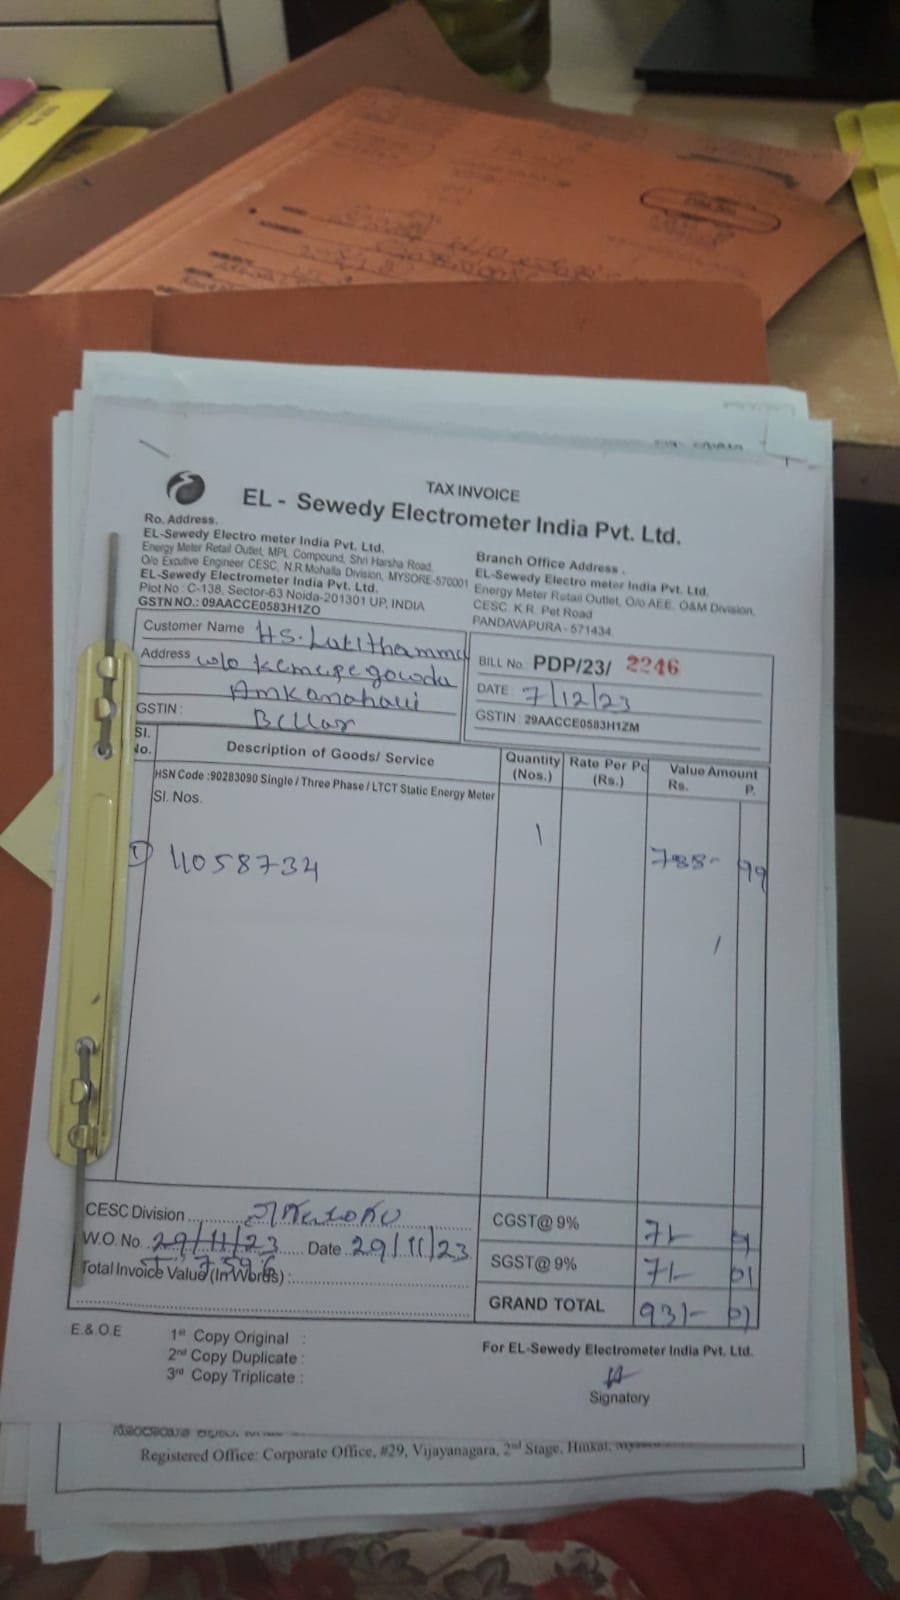 TAX INVOICE
EL - Sewedy Electrometer India Pvt. Ltd.
Ro. Address.
EL-Sewedy Electro meter India Pvt. Ltd.
Energy Meter Retail Outlet, MPL Compound, Shri Harsha Road.
O/o Excutive Engineer CESC, N.R.Mohalla Division, MYSORE-570001
EL-Sewedy Electrometer India Pvt. Ltd.
Plot No : C-138, Sector-63 Noida-201301 UP, INDIA
GSTN NO.: 09AACCE0583H1ZO
Branch Office Address .
EL-Sewedy Electro meter India Pvt. Ltd.
Energy Meter Retail Outlet, O/o AEE, O&M Division,
CESC, K.R. Pet Road
PANDAVAPURA - 571434.
Customer Name HS.
Address w/o
GSTIN :
BILL No. PDP/23/ 2246
DATE : 7/12/23
GSTIN : 29AACCE0583H1ZM
Sl. No. Description of Goods/ Service Quantity (Nos.) Rate Per Pc (Rs.) Value Amount Rs. P.
HSN Code :90283090 Single / Three Phase / LTCT Static Energy Meter
Sl. Nos.
1) 11058734 1 788- 99
CESC Division
W.O. No. 29/11/23 Date 29/11/23
Total Invoice Value (In Words) :
CGST@ 9% 71-
SGST@ 9% 71- 01
GRAND TOTAL 931- 01
E.& .O.E
1st Copy Original :
2nd Copy Duplicate :
3rd Copy Triplicate :
For EL-Sewedy Electrometer India Pvt. Ltd.
Signatory
Registered Office: Corporate Office, #29, Vijayanagara, 2nd Stage, Hinkal,